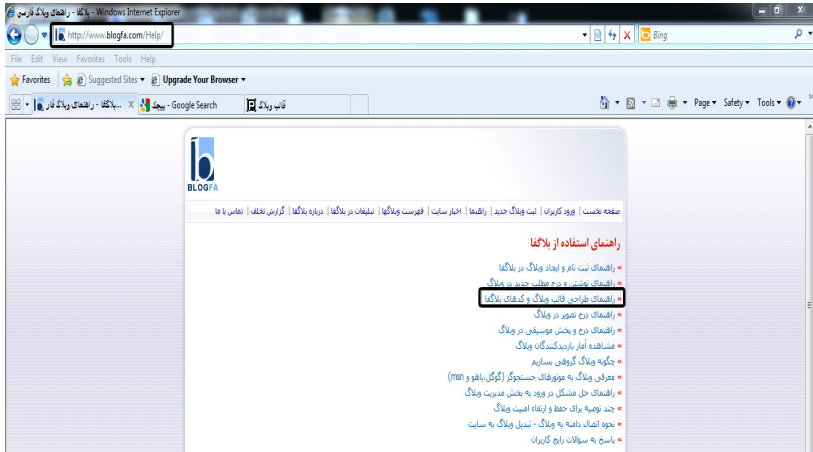 بلاگفا - راهنمای وبلاگ فارسی - Windows Internet Explorer
http://www.blogfa.com/Help/
Bing
File Edit View Favorites Tools Help
Favorites Suggested Sites Upgrade Your Browser
بلاگفا - راهنمای وبلاگ فار... X پیچک - Google Search قالب وبلاگ Page Safety Tools
BLOGFA
صفحه نخست | ورود کاربران | ثبت وبلاگ جدید | راهنما | اخبار سایت | فهرست وبلاگها | تبلیغات در بلاگفا | درباره بلاگفا | گزارش تخلف | تماس با ما
راهنمای استفاده از بلاگفا
» راهنمای ثبت نام و ایجاد وبلاگ در بلاگفا
» راهنمای نوشتن و درج مطلب جدید در وبلاگ
» راهنمای طراحی قالب وبلاگ و کدهای بلاگفا
» راهنمای درج تصویر در وبلاگ
» راهنمای درج و پخش موسیقی در وبلاگ
» مشاهده آمار بازدیدکنندگان وبلاگ
» چگونه وبلاگ گروهی بسازیم
» معرفی وبلاگ به موتورهای جستجوگر (گوگل،یاهو و msn)
» راهنمای حل مشکل در ورود به بخش مدیریت وبلاگ
» چند توصیه برای حفظ و ارتقاء امنیت وبلاگ
» نحوه اتصال دامنه به وبلاگ - تبدیل وبلاگ به سایت
» پاسخ به سوالات رایج کاربران